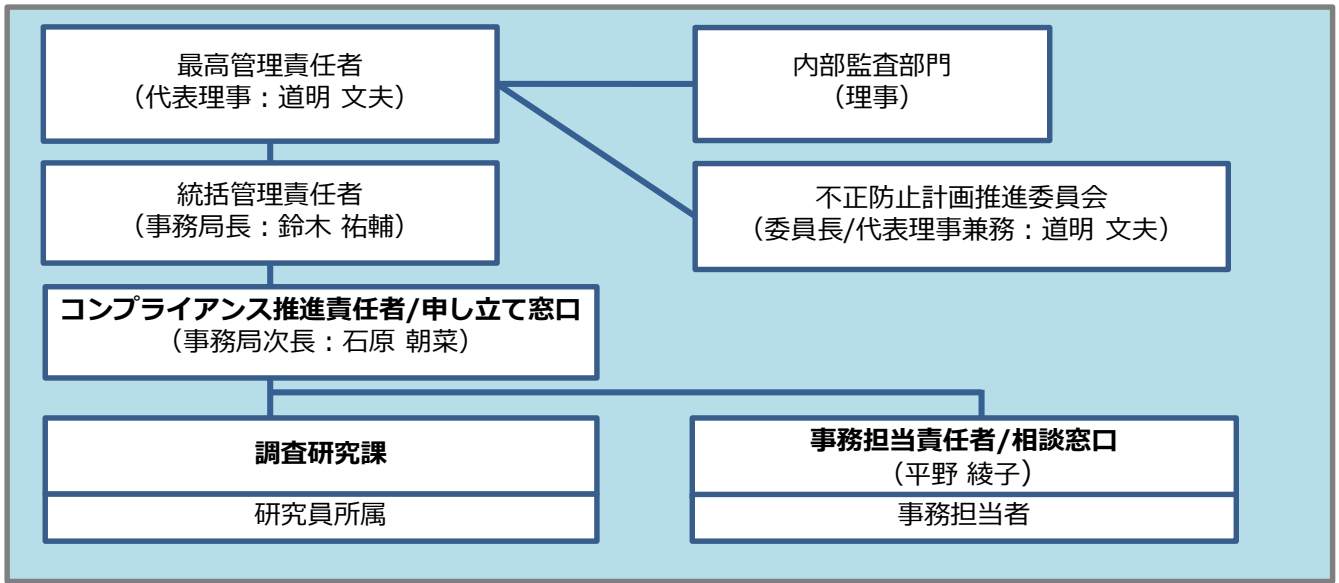 最高管理責任者
（代表理事：道明 文夫）
内部監査部門
（理事）
統括管理責任者
（事務局長：鈴木 祐輔）
不正防止計画推進委員会
（委員長/代表理事兼務：道明 文夫）
コンプライアンス推進責任者/申し立て窓口
（事務局次長：石原 朝菜）
調査研究課
研究員所属
事務担当責任者/相談窓口
（平野 綾子）
事務担当者